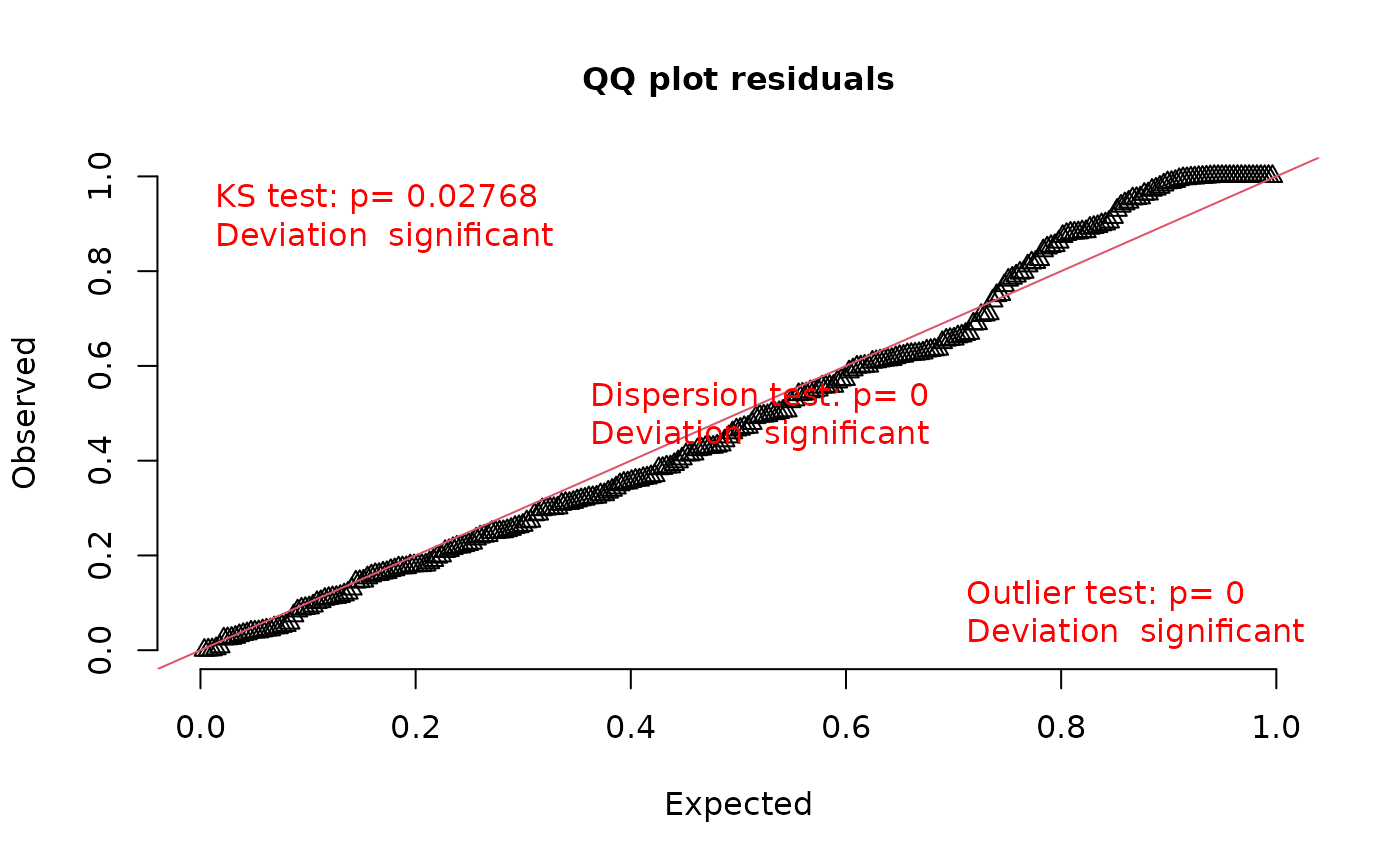 QQ plot residuals
KS test: p= 0.02768
Deviation  significant
Dispersion test: p= 0
Deviation  significant
Outlier test: p= 0
Deviation  significant
Observed
0.0 0.2 0.4 0.6 0.8 1.0
0.0 0.2 0.4 0.6 0.8 1.0
Expected